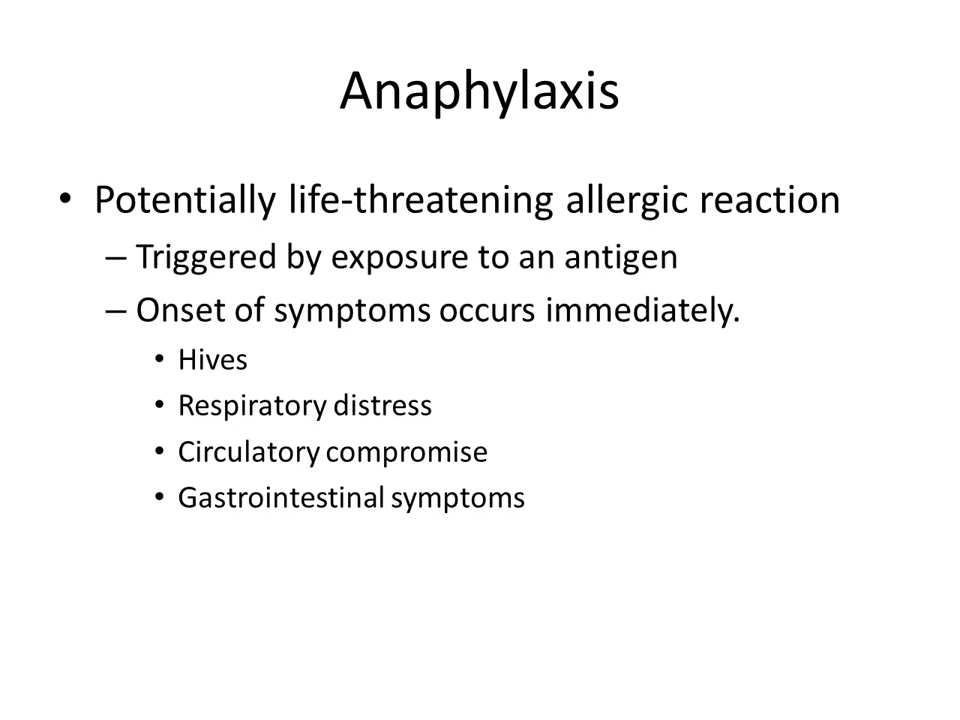 Anaphylaxis
• Potentially life-threatening allergic reaction
– Triggered by exposure to an antigen
– Onset of symptoms occurs immediately.
• Hives
• Respiratory distress
• Circulatory compromise
• Gastrointestinal symptoms